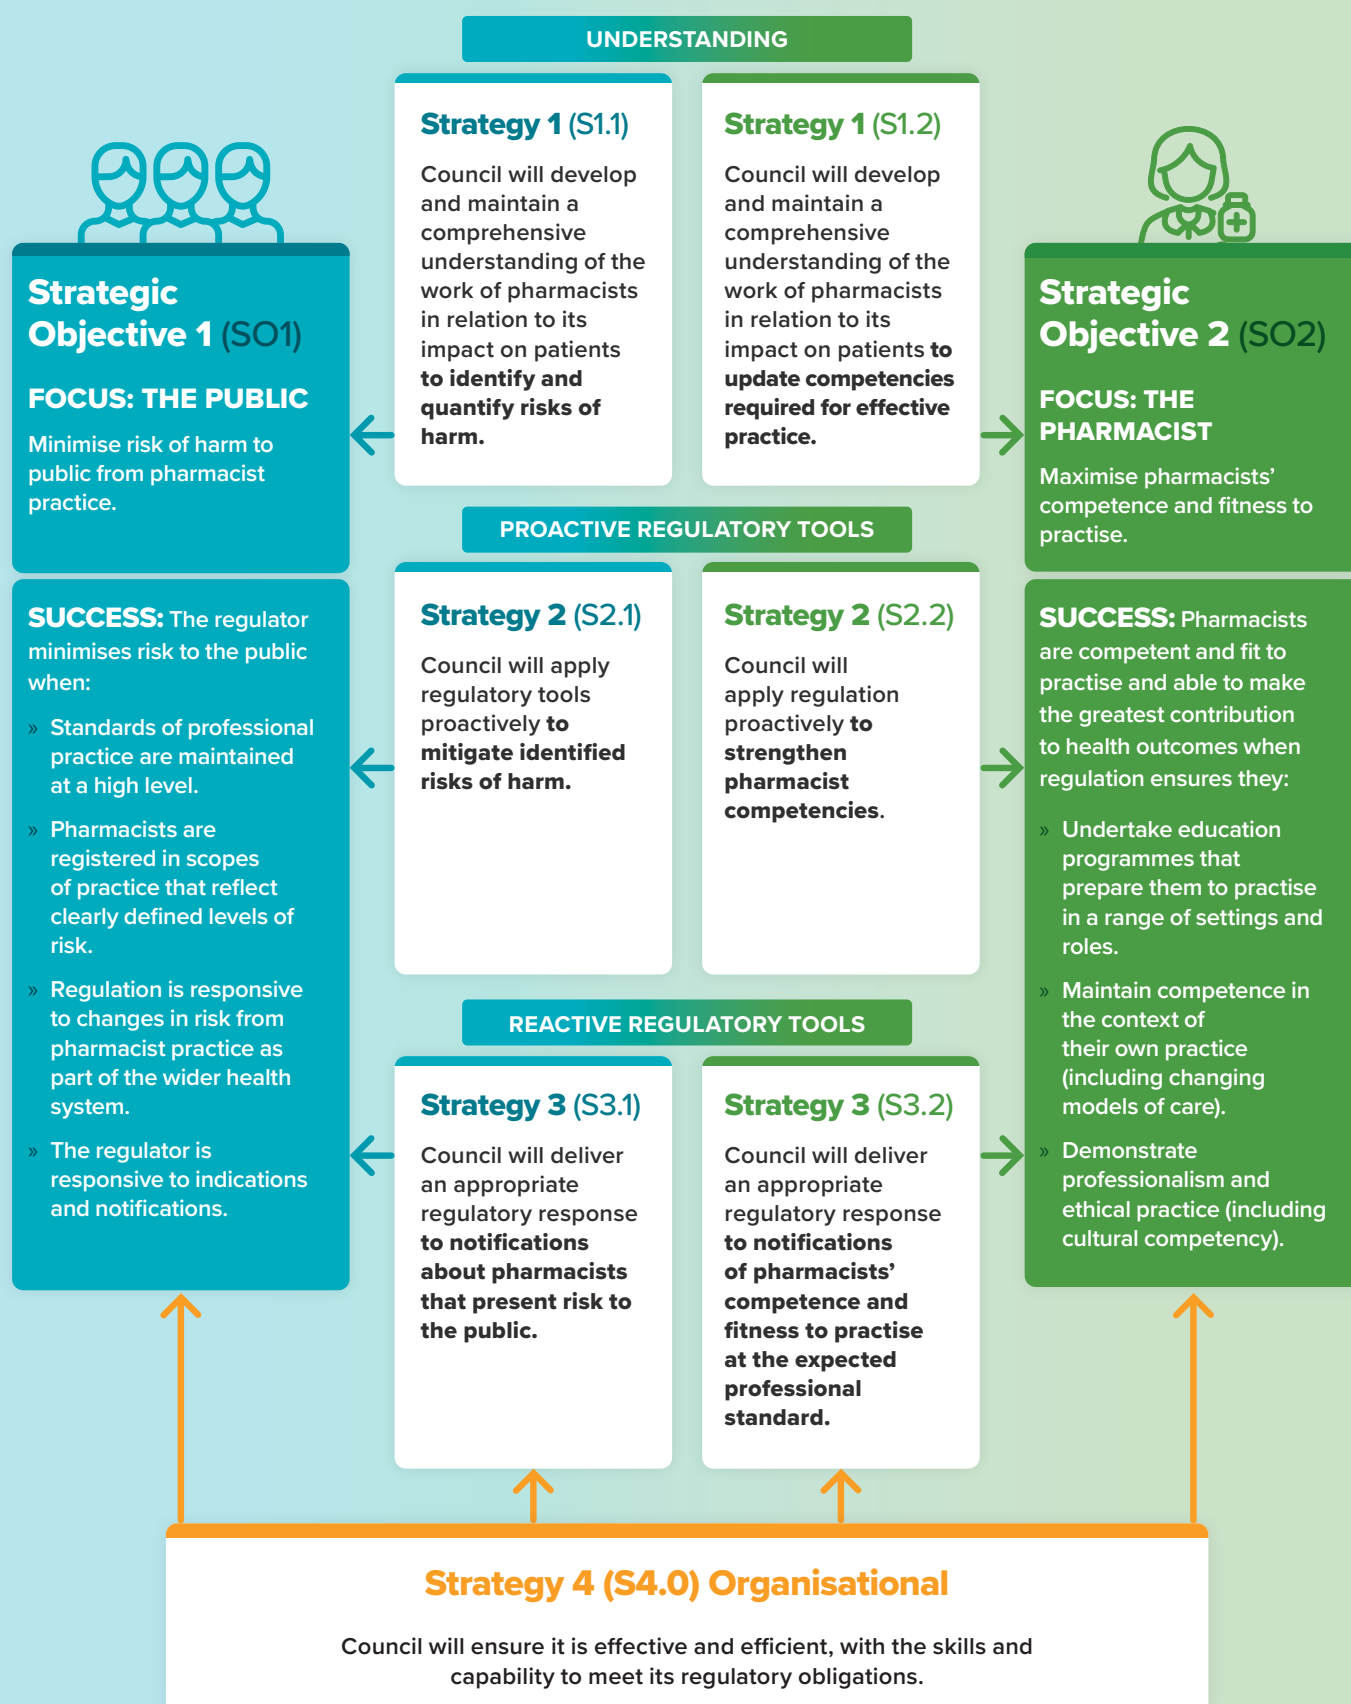 UNDERSTANDING
Strategy 1 (S1.1)
Council will develop
and maintain a
comprehensive
understanding of the
work of pharmacists
in relation to its
impact on patients
to identify and
quantify risks of
harm.
Strategy 1 (S1.2)
Council will develop
and maintain a
comprehensive
understanding of the
work of pharmacists
in relation to its
impact on patients to
update competencies
required for effective
practice.
Strategic
Objective 1 (SO1)
FOCUS: THE PUBLIC
Minimise risk of harm to
public from pharmacist
practice.
SUCCESS: The regulator
minimises risk to the public
when:
» Standards of professional
practice are maintained
at a high level.
» Pharmacists are
registered in scopes
of practice that reflect
clearly defined levels of
risk.
» Regulation is responsive
to changes in risk from
pharmacist practice as
part of the wider health
system.
» The regulator is
responsive to indications
and notifications.
Strategic
Objective 2 (SO2)
FOCUS: THE
PHARMACIST
Maximise pharmacists’
competence and fitness to
practise.
SUCCESS: Pharmacists
are competent and fit to
practise and able to make
the greatest contribution
to health outcomes when
regulation ensures they:
» Undertake education
programmes that
prepare them to practise
in a range of settings and
roles.
» Maintain competence in
the context of
their own practice
(including changing
models of care).
» Demonstrate
professionalism and
ethical practice (including
cultural competency).
PROACTIVE REGULATORY TOOLS
Strategy 2 (S2.1)
Council will apply
regulatory tools
proactively to
mitigate identified
risks of harm.
Strategy 2 (S2.2)
Council will
apply regulation
proactively to
strengthen
pharmacist
competencies.
REACTIVE REGULATORY TOOLS
Strategy 3 (S3.1)
Council will deliver
an appropriate
regulatory response
to notifications
about pharmacists
that present risk to
the public.
Strategy 3 (S3.2)
Council will deliver
an appropriate
regulatory response
to notifications
of pharmacists’
competence and
fitness to practise
at the expected
professional
standard.
Strategy 4 (S4.0) Organisational
Council will ensure it is effective and efficient, with the skills and
capability to meet its regulatory obligations.